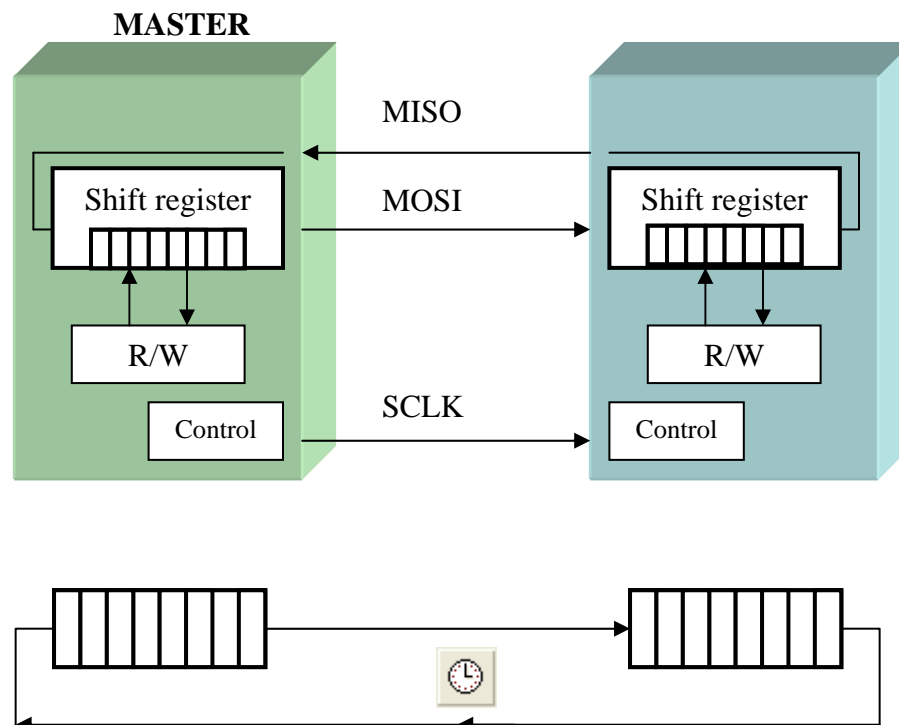 MASTER
MISO
Shift register
MOSI
Shift register
R/W
R/W
SCLK
Control
Control